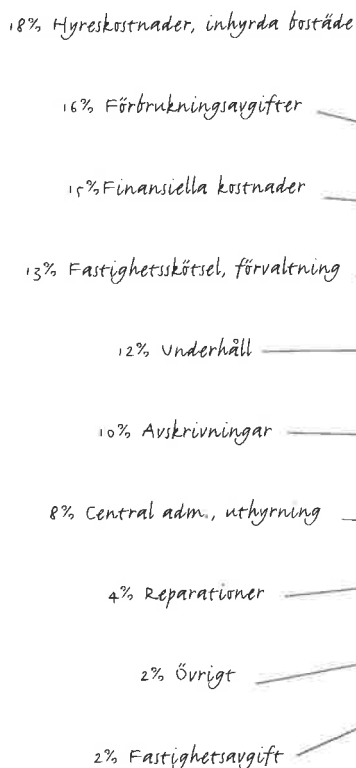 18% Hyreskostnader, inhyrda bostäde
16% Förbrukningsavgifter
15% Finansiella kostnader
13% Fastighetsskötsel, förvaltning
12% Underhåll
10% Avskrivningar
8% Central adm., uthyrning
4% Reparationer
2% Övrigt
2% Fastighetsavgift